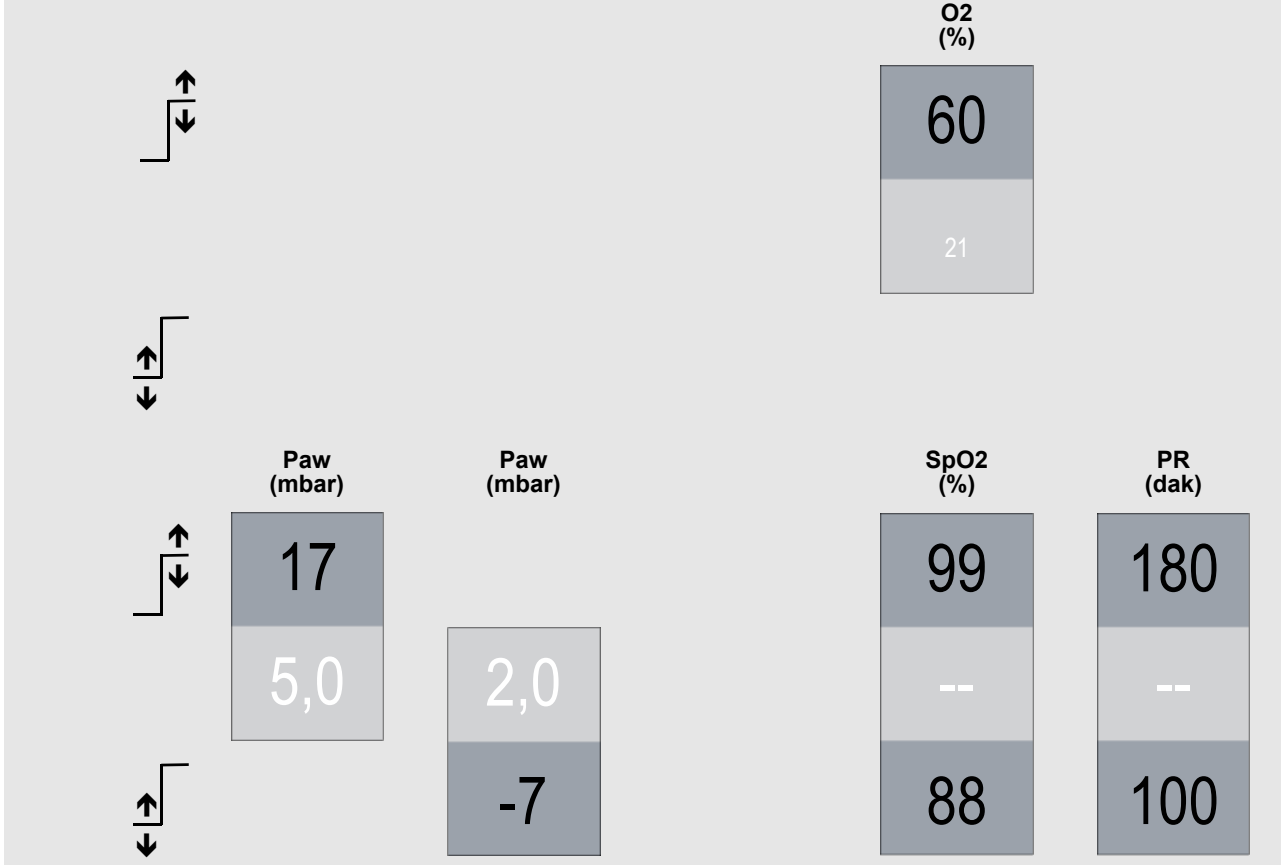 O2
(%)
60
21
Paw
(mbar)
Paw
(mbar)
SpO2
(%)
PR
(dak)
17
99
180
5,0
2,0
--
--
-7
88
100